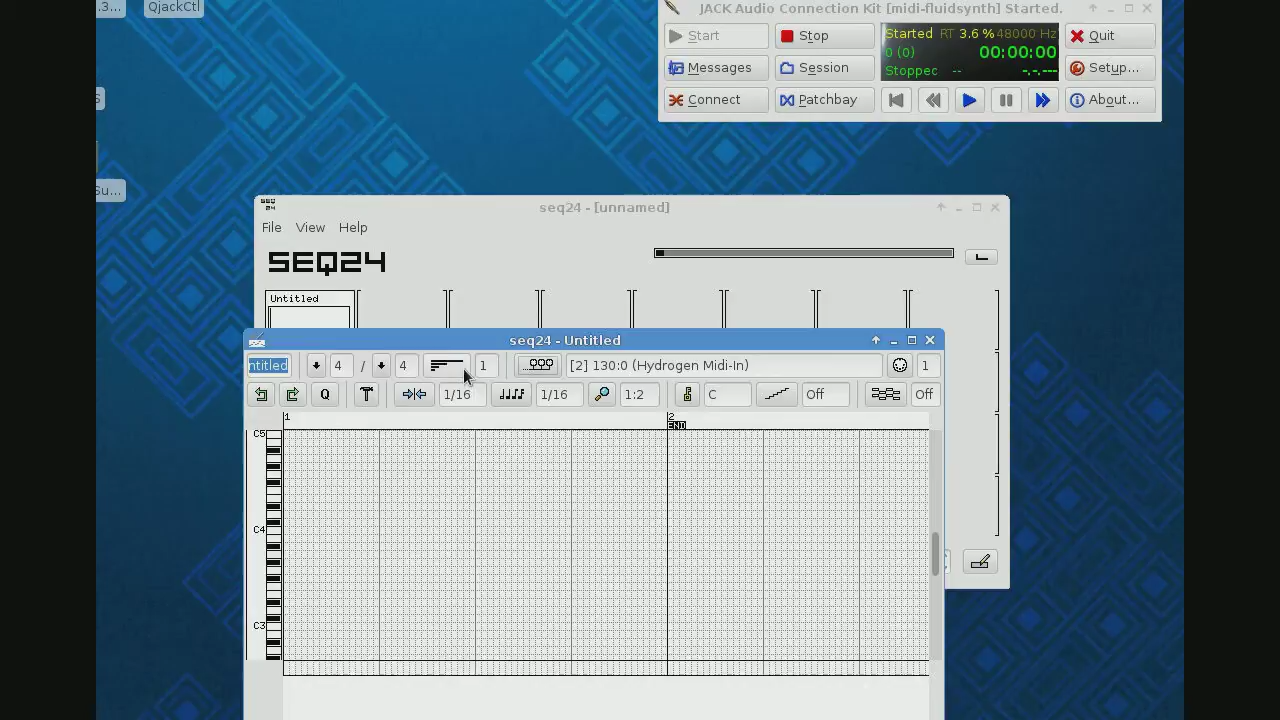 ...3...
QjackCtl
S
Su...
JACK Audio Connection Kit [midi-fluidsynth] Started.
Start
Stop
Started RT 3.6 % 48000 Hz
Quit
0 (0) 00:00:00
Messages
Session
Stoppec -- -.-.---
Setup...
Connect
Patchbay
About...
seq24 - [unnamed]
File View Help
SEQ24
Untitled
seq24 - Untitled
ntitled 4 / 4 1 [2] 130:0 (Hydrogen Midi-In) 1
Q 1/16 1/16 1:2 C Off Off
1 2
END
C5
C4
C3